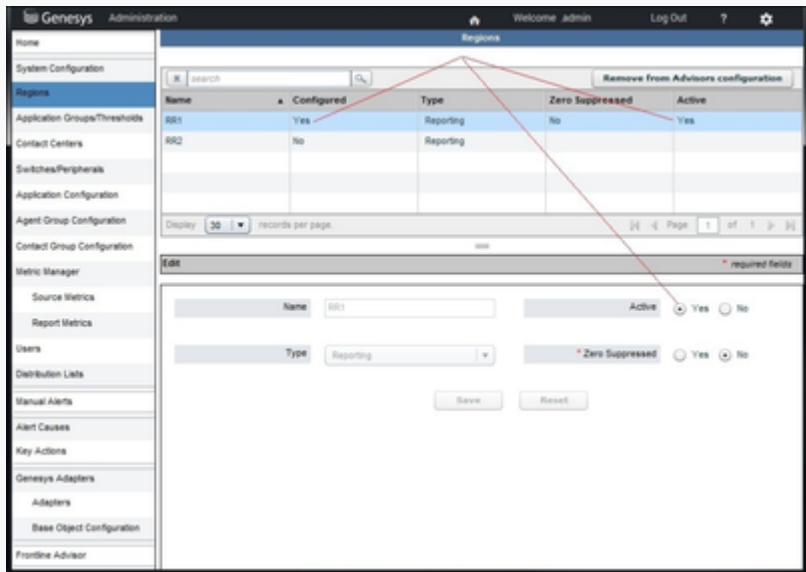 Genesys Administration Welcome admin Log Out ?
Home
System Configuration
Regions
Application Groups/Thresholds
Contact Centers
Switches/Peripherals
Application Configuration
Agent Group Configuration
Contact Group Configuration
Metric Manager
Source Metrics
Report Metrics
Users
Distribution Lists
Manual Alerts
Alert Causes
Key Actions
Genesys Adapters
Adapters
Base Object Configuration
Frontline Advisor
Regions
x search Remove from Advisors configuration
Name Configured Type Zero Suppressed Active
RR1 Yes Reporting No Yes
RR2 No Reporting
Display 30 records per page. Page 1 of 1
Edit * required fields
Name RR1 Active Yes No
Type Reporting * Zero Suppressed Yes No
Save Reset